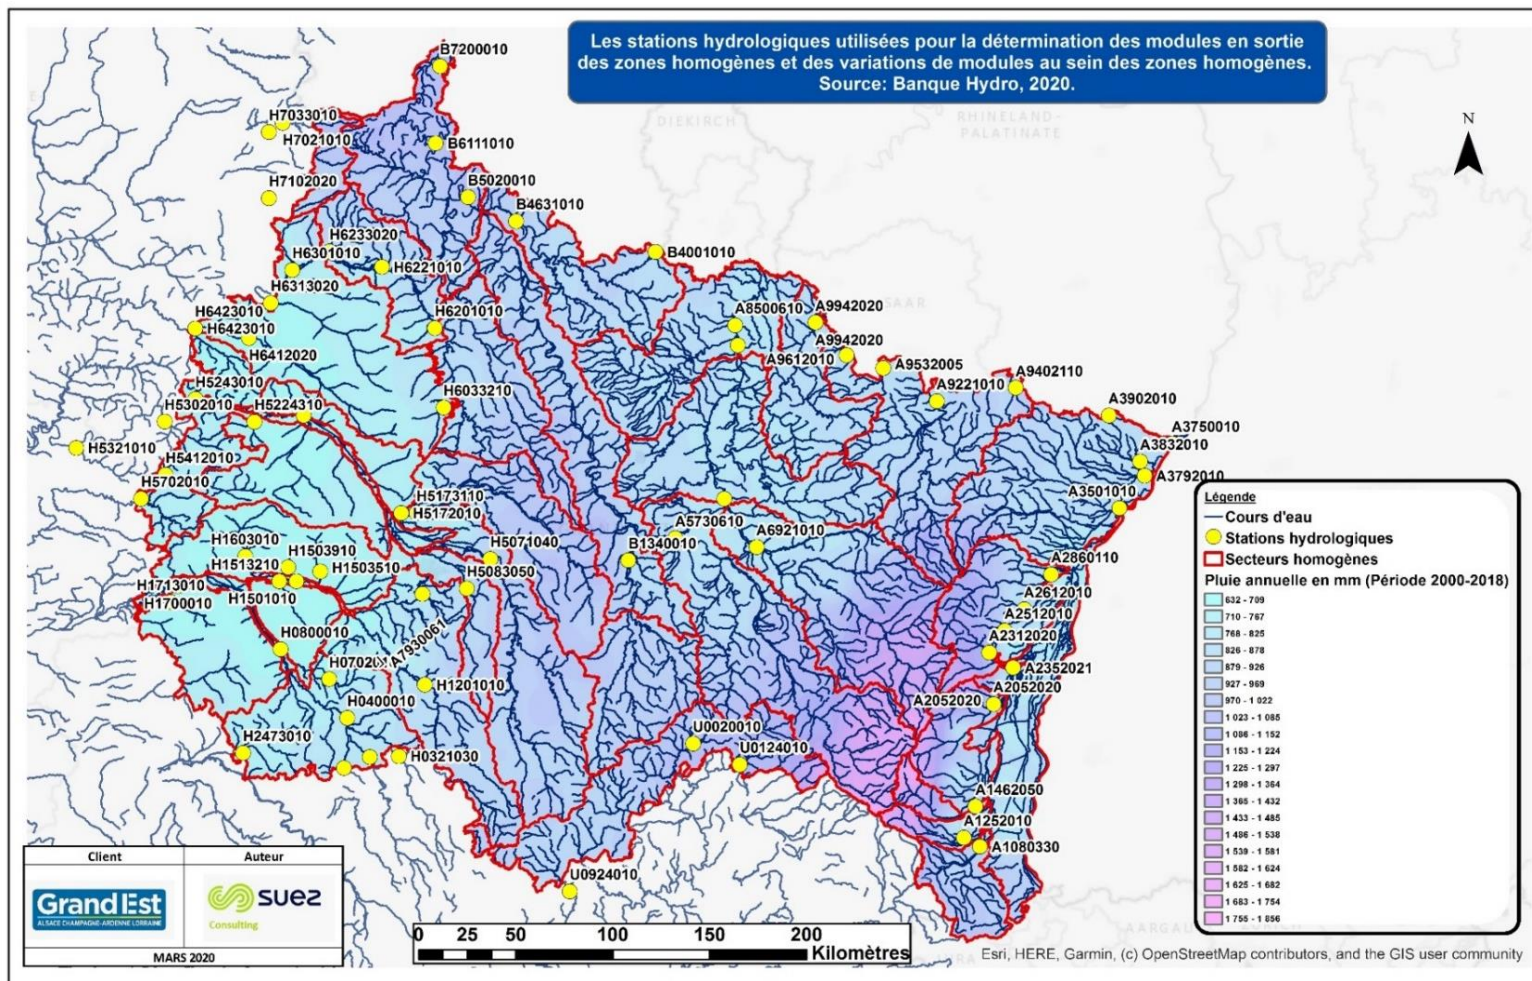 Les stations hydrologiques utilisées pour la détermination des modules en sortie
des zones homogènes et des variations de modules au sein des zones homogènes.
Source: Banque Hydro, 2020.
B7200010
H7033010
H7021010
B6111010
DIEKIRCH
RHINELAND-
PALATINATE
N
H7102020
B5020010
B4631010
H6233020
H6301010
H6221010
B4001010
H6313020
SAAR
H6423010
H6423010
H6201010
A8500610
A9942020
H6412020
A9942020
A9612010
A9532005
H5243010
A9221010
A9402110
H5302010
H5224310
H6033210
A3902010
A3750010
H5321010
H5412010
A3832010
A3792010
H5702010
A3501010
H5173110
H5172010
A5730610
A6921010
H1603010
H1503910
H5071040
B1340010
H1513210
H1503510
A2860110
H1713010
H1700010
H1501010
H5083050
A2612010
A2512010
H0800010
A2312020
A7930061
A2352021
H1201010
A2052020
A2052020
H0400010
H2473010
H0321030
U0020010
U0124010
A1462050
A1252010
A1080330
U0924010
Légende
Cours d'eau
Stations hydrologiques
Secteurs homogènes
Pluie annuelle en mm (Période 2000-2018)
632 - 709
710 - 767
768 - 825
826 - 878
879 - 926
927 - 969
970 - 1 022
1 023 - 1 085
1 086 - 1 152
1 153 - 1 224
1 225 - 1 297
1 298 - 1 364
1 365 - 1 432
1 433 - 1 485
1 486 - 1 538
1 539 - 1 581
1 582 - 1 624
1 625 - 1 682
1 683 - 1 754
1 755 - 1 856
Client
Auteur
GrandEst
ALSACE CHAMPAGNE-ARDENNE LORRAINE
suez
Consulting
MARS 2020
0 25 50 100 150 200
Kilomètres
Esri, HERE, Garmin, (c) OpenStreetMap contributors, and the GIS user community